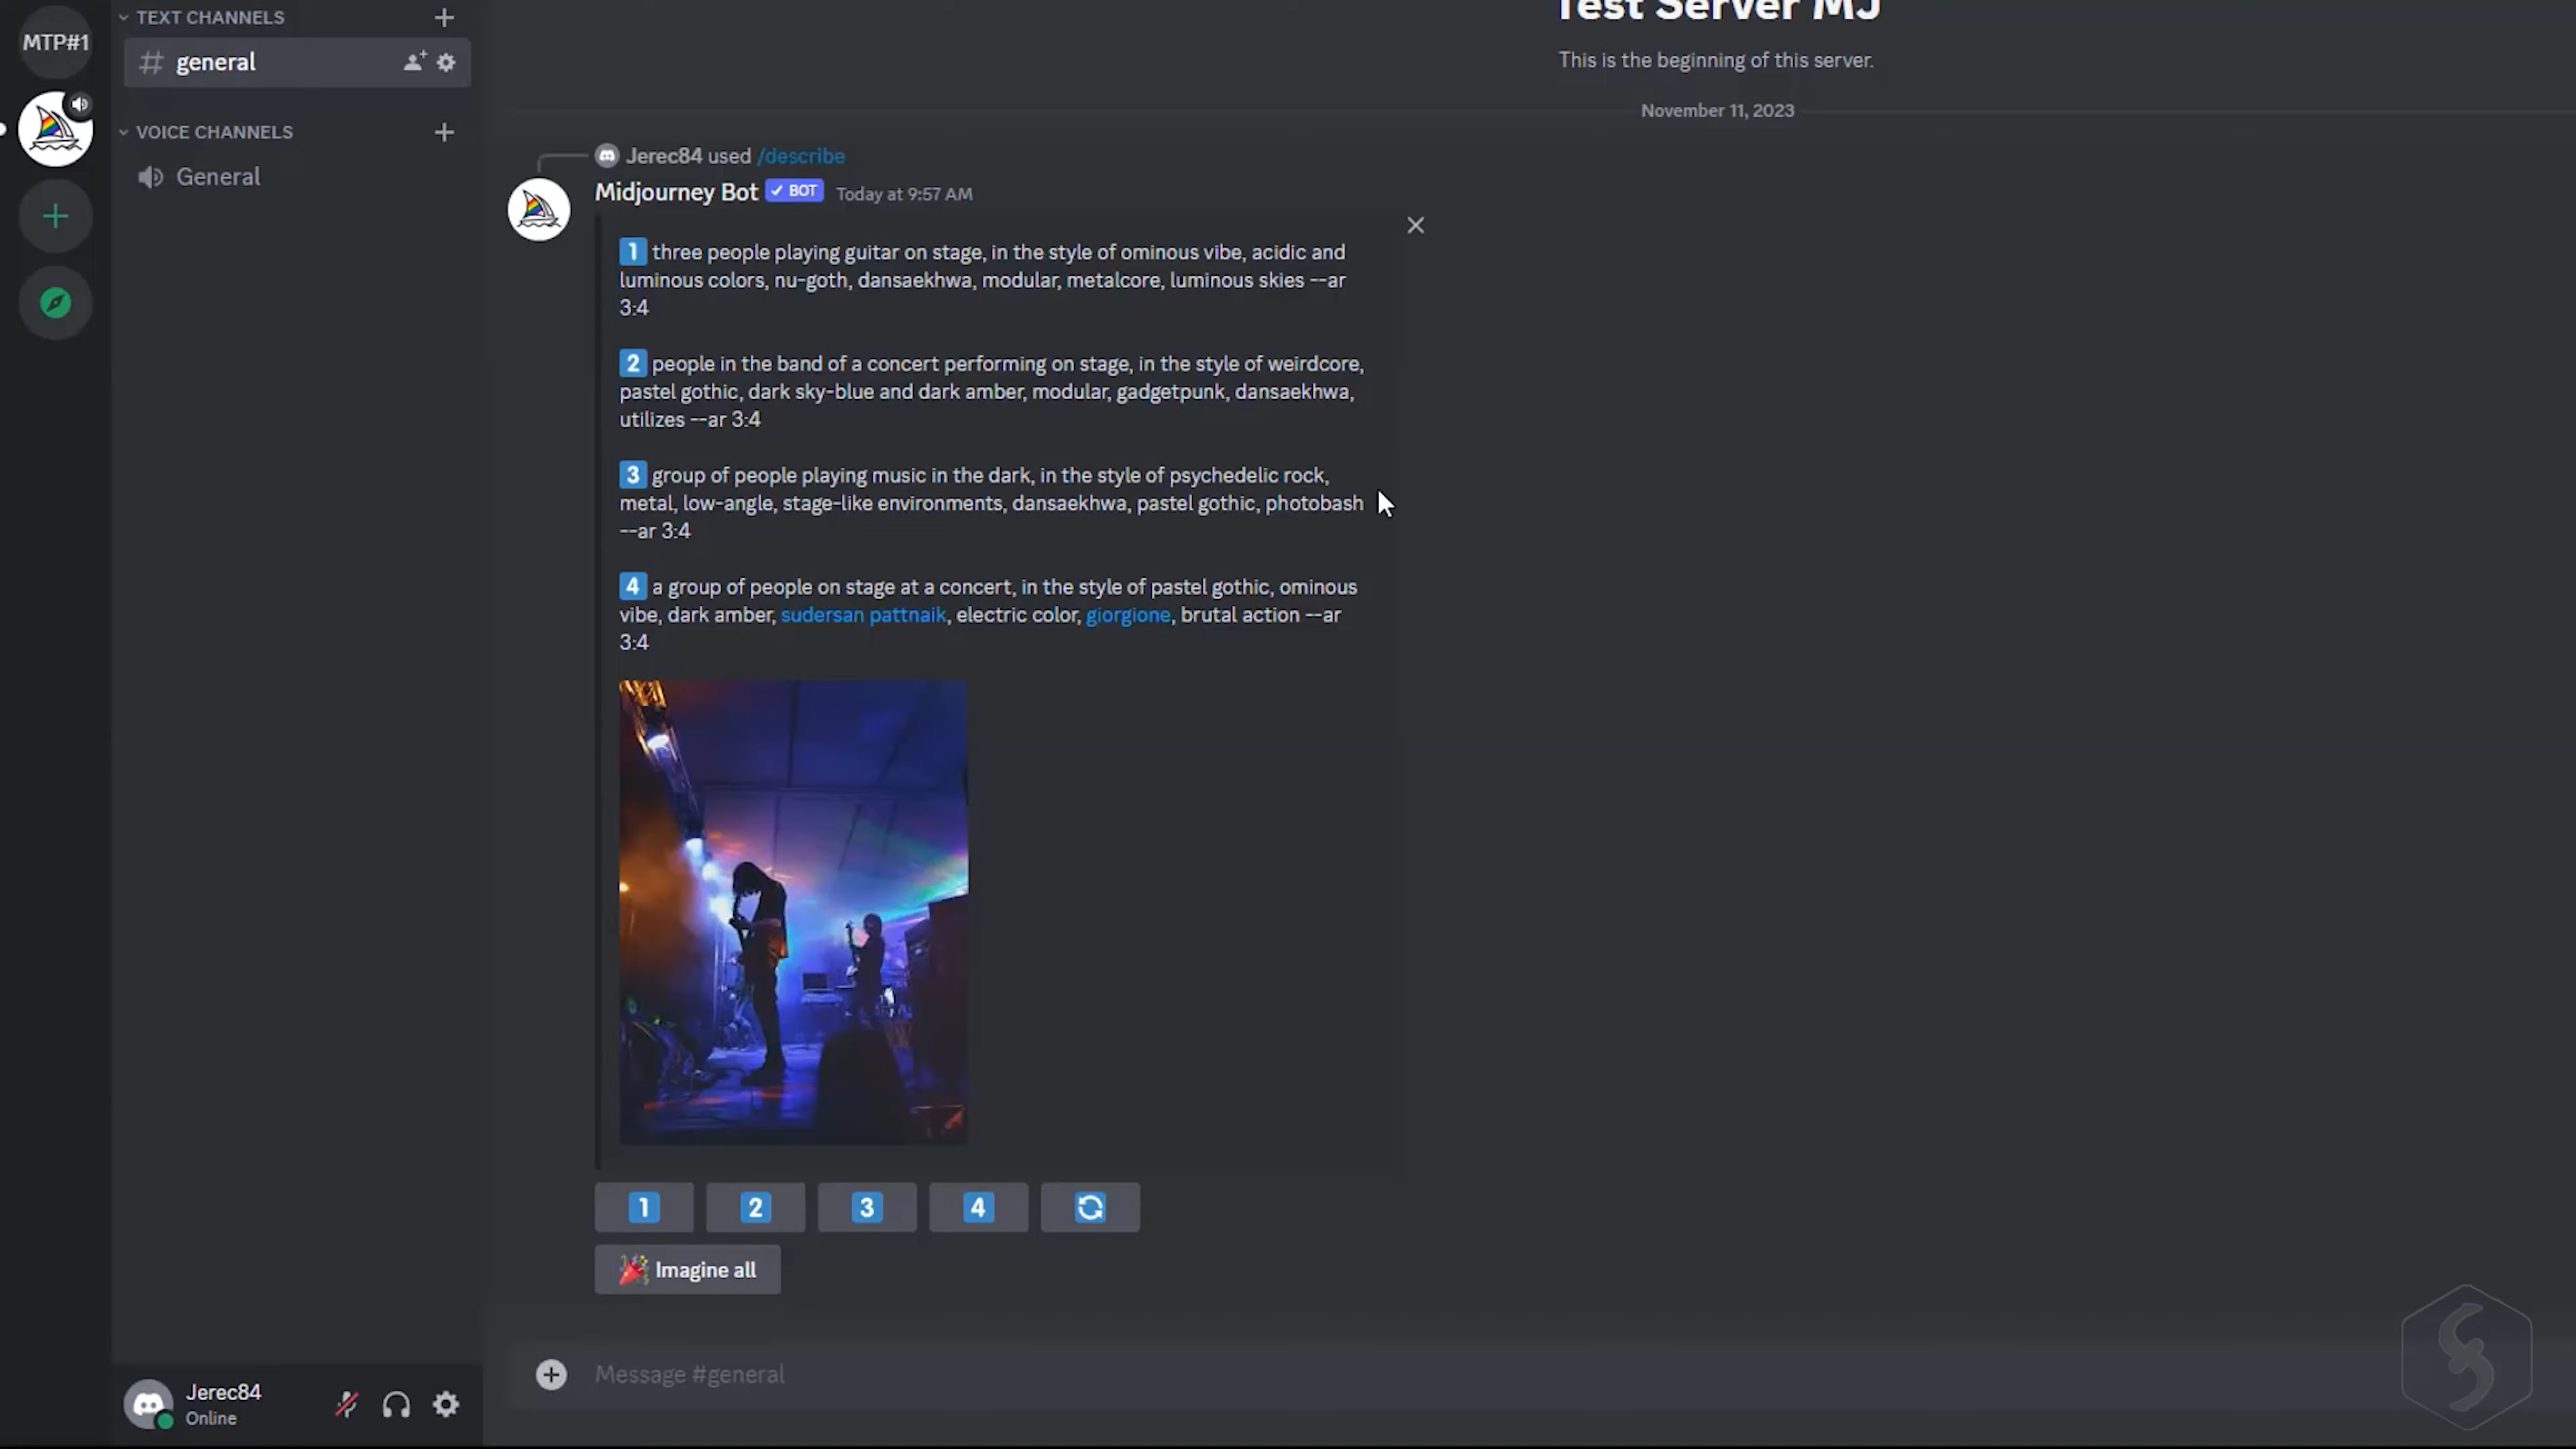 MTP#1
TEXT CHANNELS
general
VOICE CHANNELS
General
Test Server MJ
This is the beginning of this server.
November 11, 2023
Jerec84 used /describe
Midjourney Bot ✓ BOT Today at 9:57 AM
1 three people playing guitar on stage, in the style of ominous vibe, acidic and
luminous colors, nu-goth, dansaekhwa, modular, metalcore, luminous skies --ar
3:4
2 people in the band of a concert performing on stage, in the style of weirdcore,
pastel gothic, dark sky-blue and dark amber, modular, gadgetpunk, dansaekhwa,
utilizes --ar 3:4
3 group of people playing music in the dark, in the style of psychedelic rock,
metal, low-angle, stage-like environments, dansaekhwa, pastel gothic, photobash
--ar 3:4
4 a group of people on stage at a concert, in the style of pastel gothic, ominous
vibe, dark amber, sudersan pattnaik, electric color, giorgione, brutal action --ar
3:4
1 2 3 4
Imagine all
Message #general
Jerec84
Online